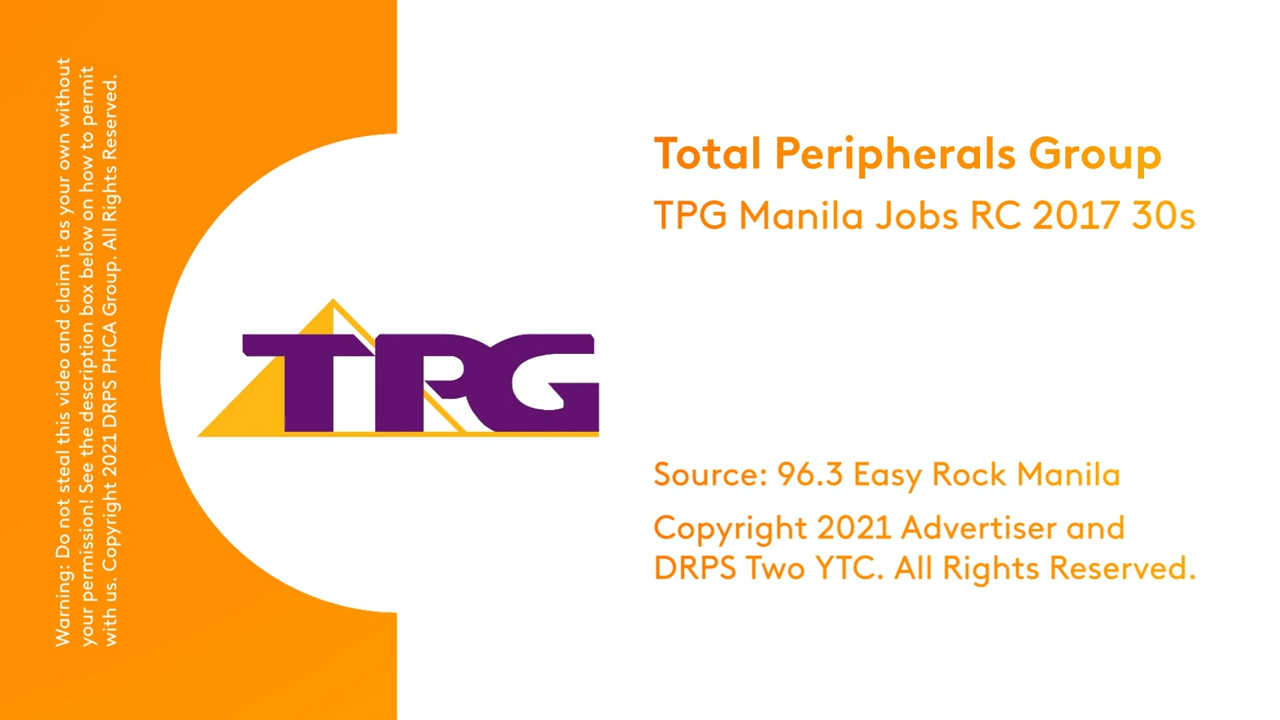 Warning: Do not steal this video and claim it as your own without
your permission! See the description box below on how to permit
with us. Copyright 2021 DRPS PHCA Group. All Rights Reserved.
TPG
Total Peripherals Group
TPG Manila Jobs RC 2017 30s
Source: 96.3 Easy Rock Manila
Copyright 2021 Advertiser and
DRPS Two YTC. All Rights Reserved.